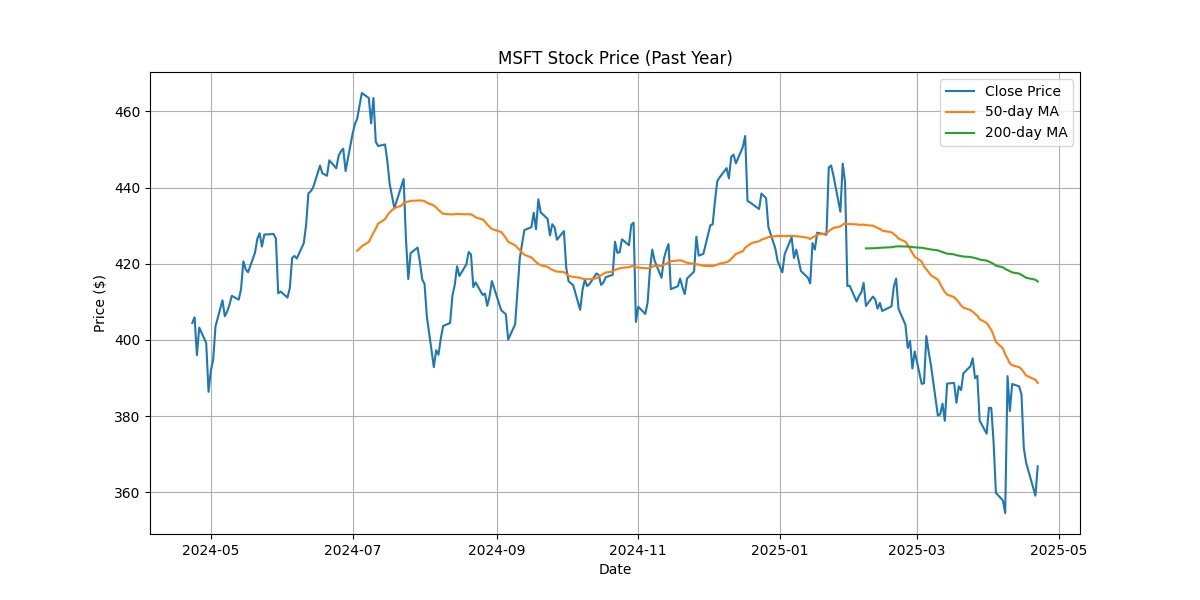 MSFT Stock Price (Past Year)
Close Price
50-day MA
200-day MA
Price ($)
460
440
420
400
380
360
2024-05
2024-07
2024-09
2024-11
2025-01
2025-03
2025-05
Date